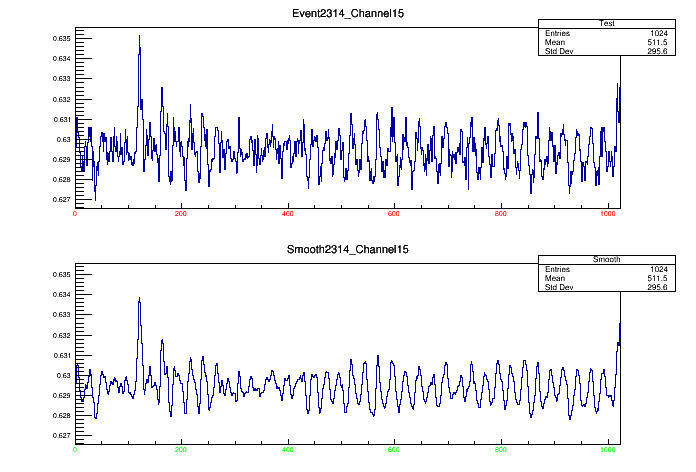 Event2314_Channel15
Test
Entries 1024
Mean 511.5
Std Dev 295.6
0.635
0.634
0.633
0.632
0.631
0.63
0.629
0.628
0.627
0 200 400 600 800 1000
Smooth2314_Channel15
Smooth
Entries 1024
Mean 511.5
Std Dev 295.6
0.635
0.634
0.633
0.632
0.631
0.63
0.629
0.628
0.627
0 200 400 600 800 1000